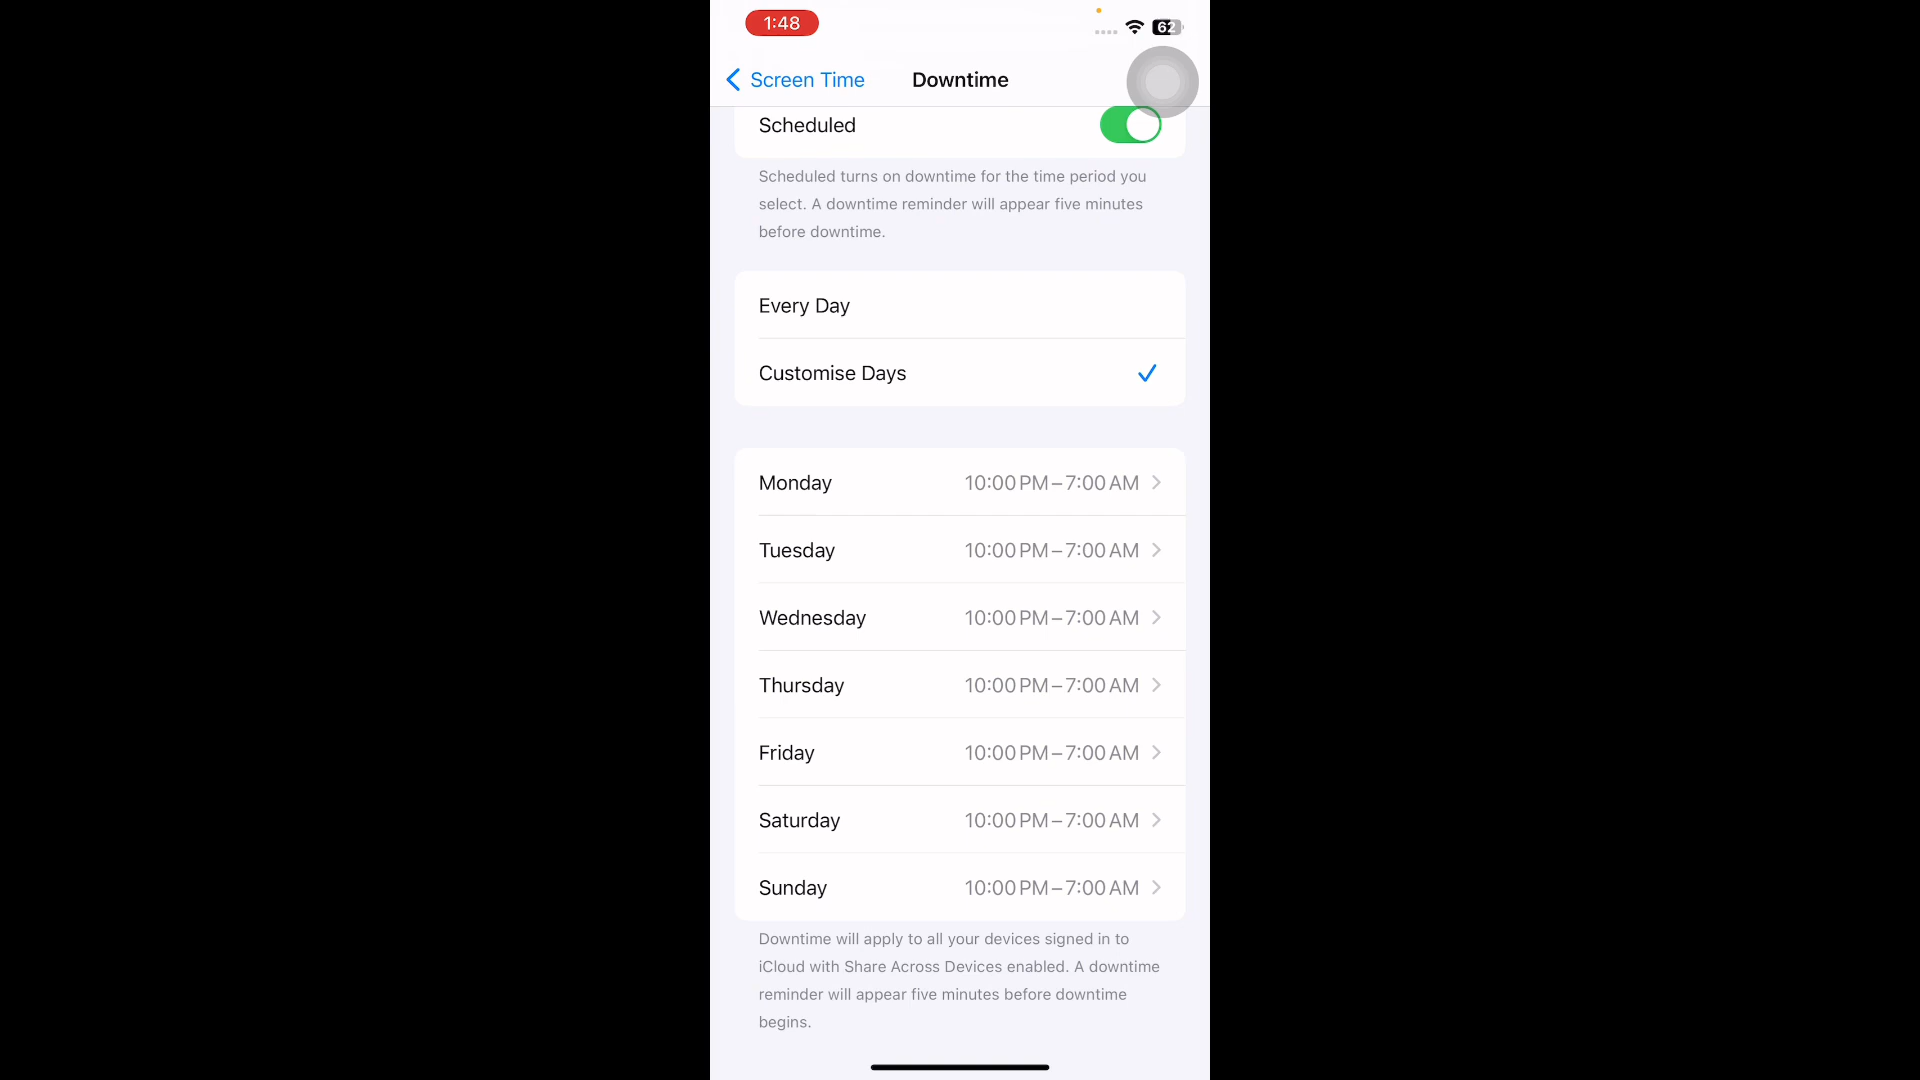 1:48
62
Screen Time
Downtime
Scheduled
Scheduled turns on downtime for the time period you
select. A downtime reminder will appear five minutes
before downtime.
Every Day
Customise Days
Monday 10:00 PM – 7:00 AM
Tuesday 10:00 PM – 7:00 AM
Wednesday 10:00 PM – 7:00 AM
Thursday 10:00 PM – 7:00 AM
Friday 10:00 PM – 7:00 AM
Saturday 10:00 PM – 7:00 AM
Sunday 10:00 PM – 7:00 AM
Downtime will apply to all your devices signed in to
iCloud with Share Across Devices enabled. A downtime
reminder will appear five minutes before downtime
begins.